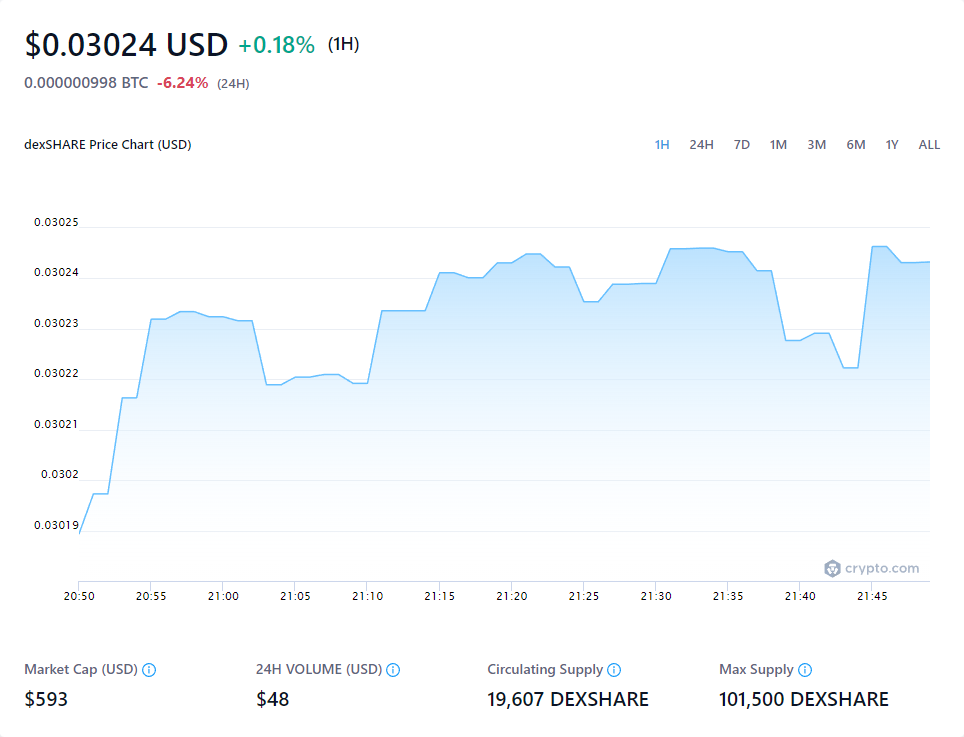 $0.03024 USD +0.18% (1H)
0.000000998 BTC -6.24% (24H)
dexSHARE Price Chart (USD)
1H 24H 7D 1M 3M 6M 1Y ALL
0.03025
0.03024
0.03023
0.03022
0.03021
0.0302
0.03019
crypto.com
20:50 20:55 21:00 21:05 21:10 21:15 21:20 21:25 21:30 21:35 21:40 21:45
Market Cap (USD) 24H VOLUME (USD) Circulating Supply Max Supply
$593 $48 19,607 DEXSHARE 101,500 DEXSHARE